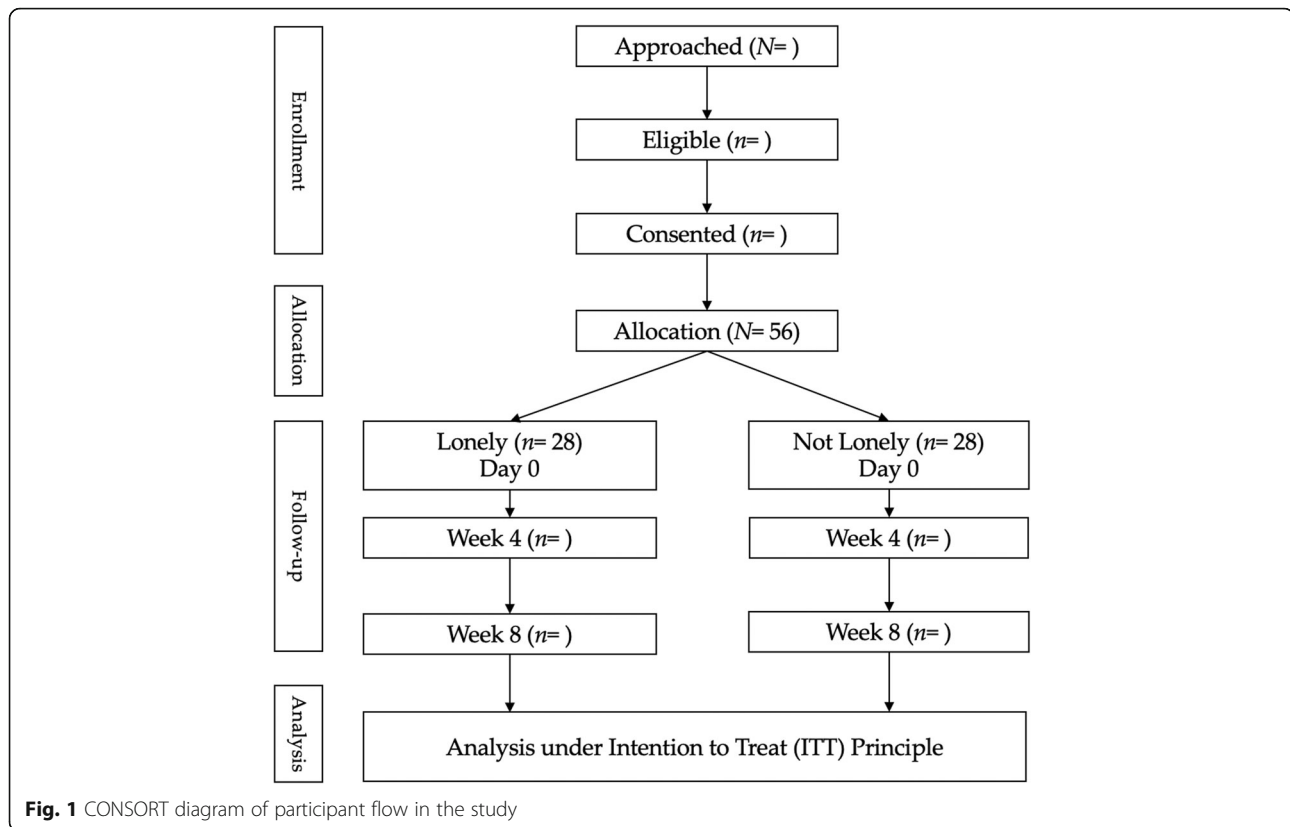 Enrollment
Approached (N= )
Eligible (n= )
Consented (n= )
Allocation
Allocation (N= 56)
Follow-up
Lonely (n= 28)
Day 0
Not Lonely (n= 28)
Day 0
Week 4 (n= )
Week 4 (n= )
Week 8 (n= )
Week 8 (n= )
Analysis
Analysis under Intention to Treat (ITT) Principle
Fig. 1 CONSORT diagram of participant flow in the study